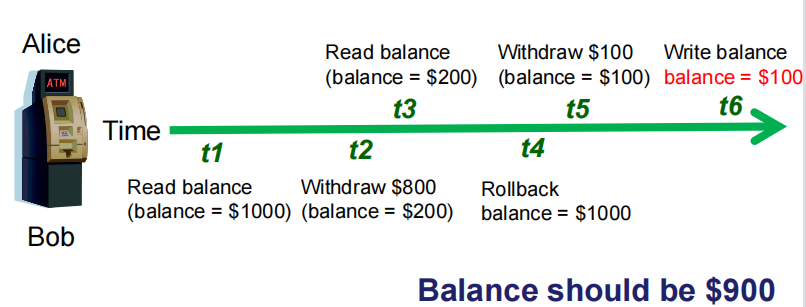 Alice
ATM
Bob
Time
Read balance
(balance = $200)
t3
Withdraw $100
(balance = $100)
t5
Write balance
balance = $100
t6
t1
Read balance
(balance = $1000)
t2
Withdraw $800
(balance = $200)
t4
Rollback
balance = $1000
Balance should be $900